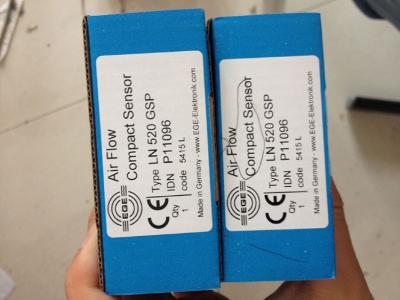 EGE
Air Flow
Compact Sensor
CE Type LN 520 GSP
IDN P11096
Qty code 5415 L
1
Made in Germany - www.EGE-Elektronik.com
EGE
Air Flow
Compact Sensor
CE Type LN 520 GSP
IDN P11096
Qty code 5415 L
1
Made in Germany - www.EGE-Elektronik.com